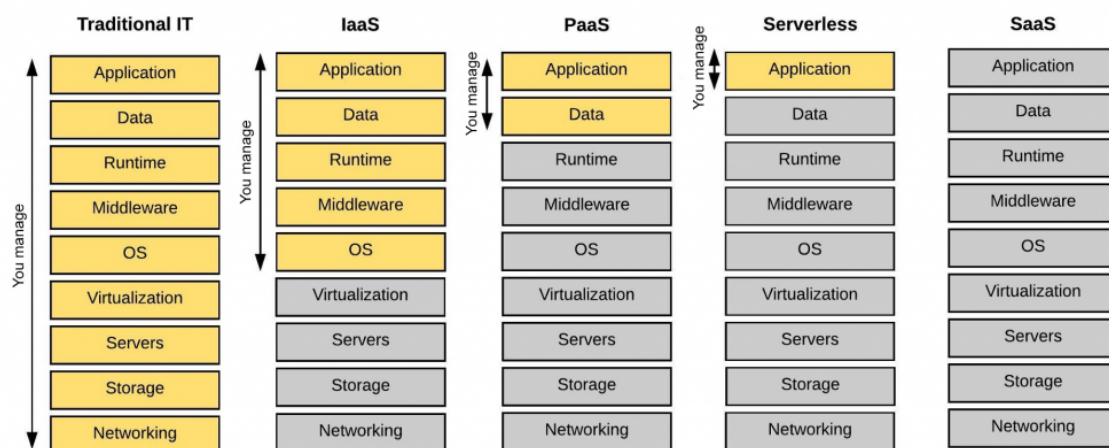 Traditional IT
IaaS
PaaS
Serverless
SaaS
You manage
Application
Data
Runtime
Middleware
OS
Virtualization
Servers
Storage
Networking
You manage
Application
Data
Runtime
Middleware
OS
Virtualization
Servers
Storage
Networking
You manage
Application
Data
Runtime
Middleware
OS
Virtualization
Servers
Storage
Networking
You manage
Application
Data
Runtime
Middleware
OS
Virtualization
Servers
Storage
Networking
Application
Data
Runtime
Middleware
OS
Virtualization
Servers
Storage
Networking